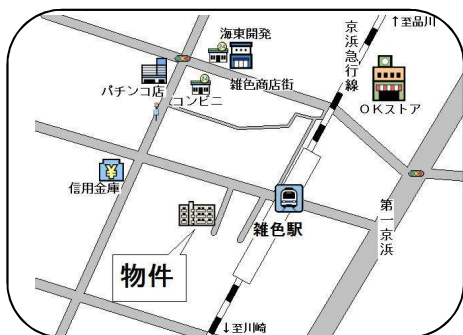 海東開発
↑至品川
京浜急行線
24
パチンコ店
24
コンビニ
雑色商店街
OKストア
¥
信用金庫
雑色駅
第一京浜
物件
↓至川崎